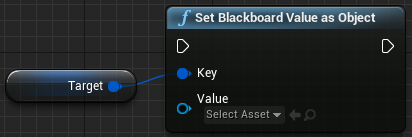 Set Blackboard Value as Object
Target
Key
Value
Select Asset